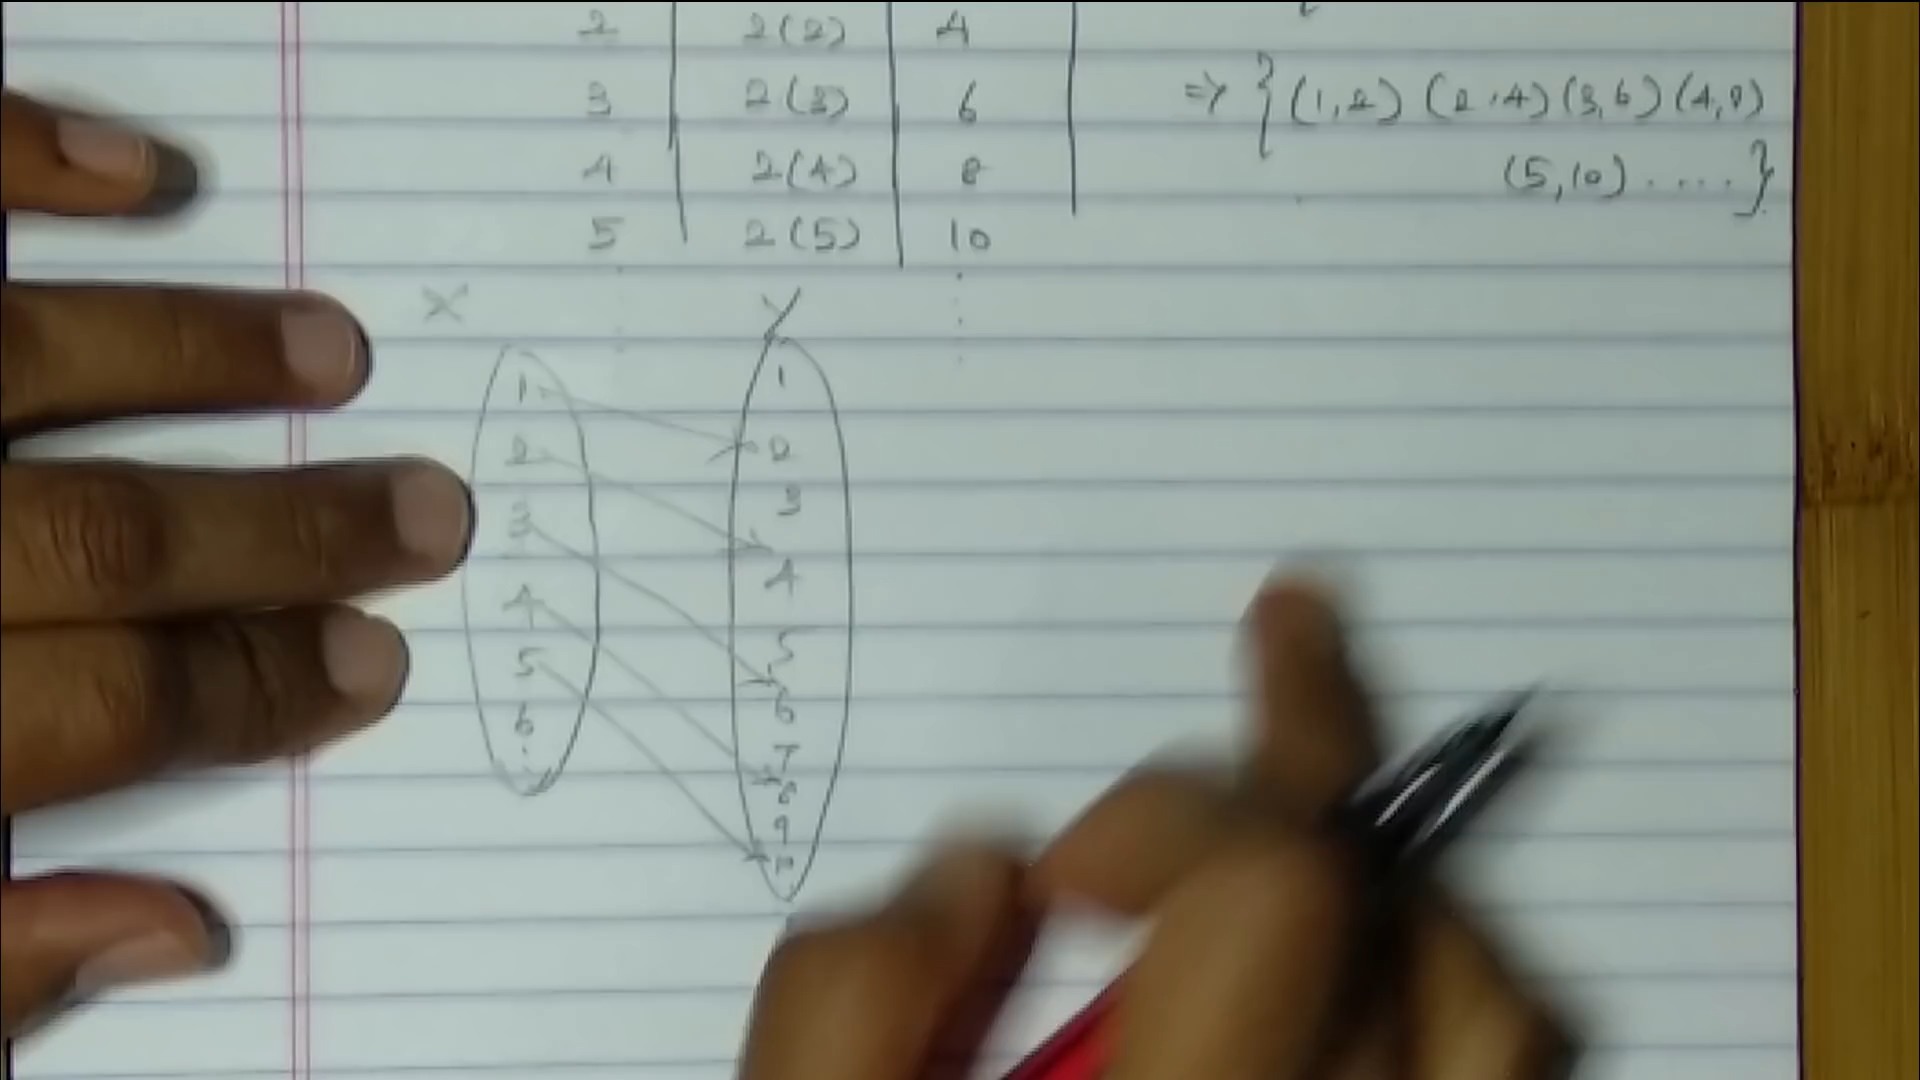 2 2(2) 4
3 2(3) 6 => {(1,2) (2,4) (3,6) (4,8)
4 2(4) 8 (5,10) ....}
5 2(5) 10
X Y
1 1
2 2
3 3
4 4
5 5
6 6
7
8
9
10